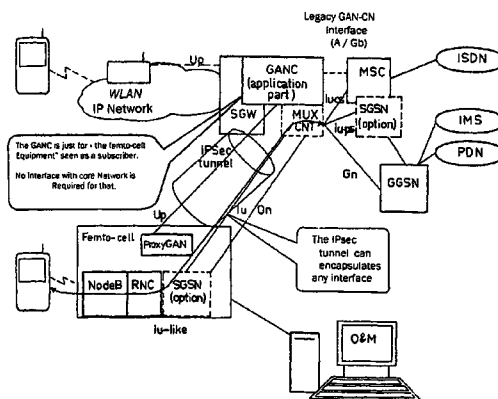 Legacy GAN-CN
Interface
(A / Gb)
Up
GANC
(application
part)
MSC
ISDN
WLAN
IP Network
SGW
Iucs
MUX
CNT
SGSN
(option)
Iups
IMS
PDN
The GANC is just for "the femto-cell
Equipment" seen as a subscriber.
No Interface with core Network is
Required for that.
IPSec
tunnel
Gn
GGSN
Up
Iu
Gn
Femto-cell
ProxyGAN
The IPsec
tunnel can
encapsulates
any interface
NodeB
RNC
SGSN
(option)
Iu-like
O&M